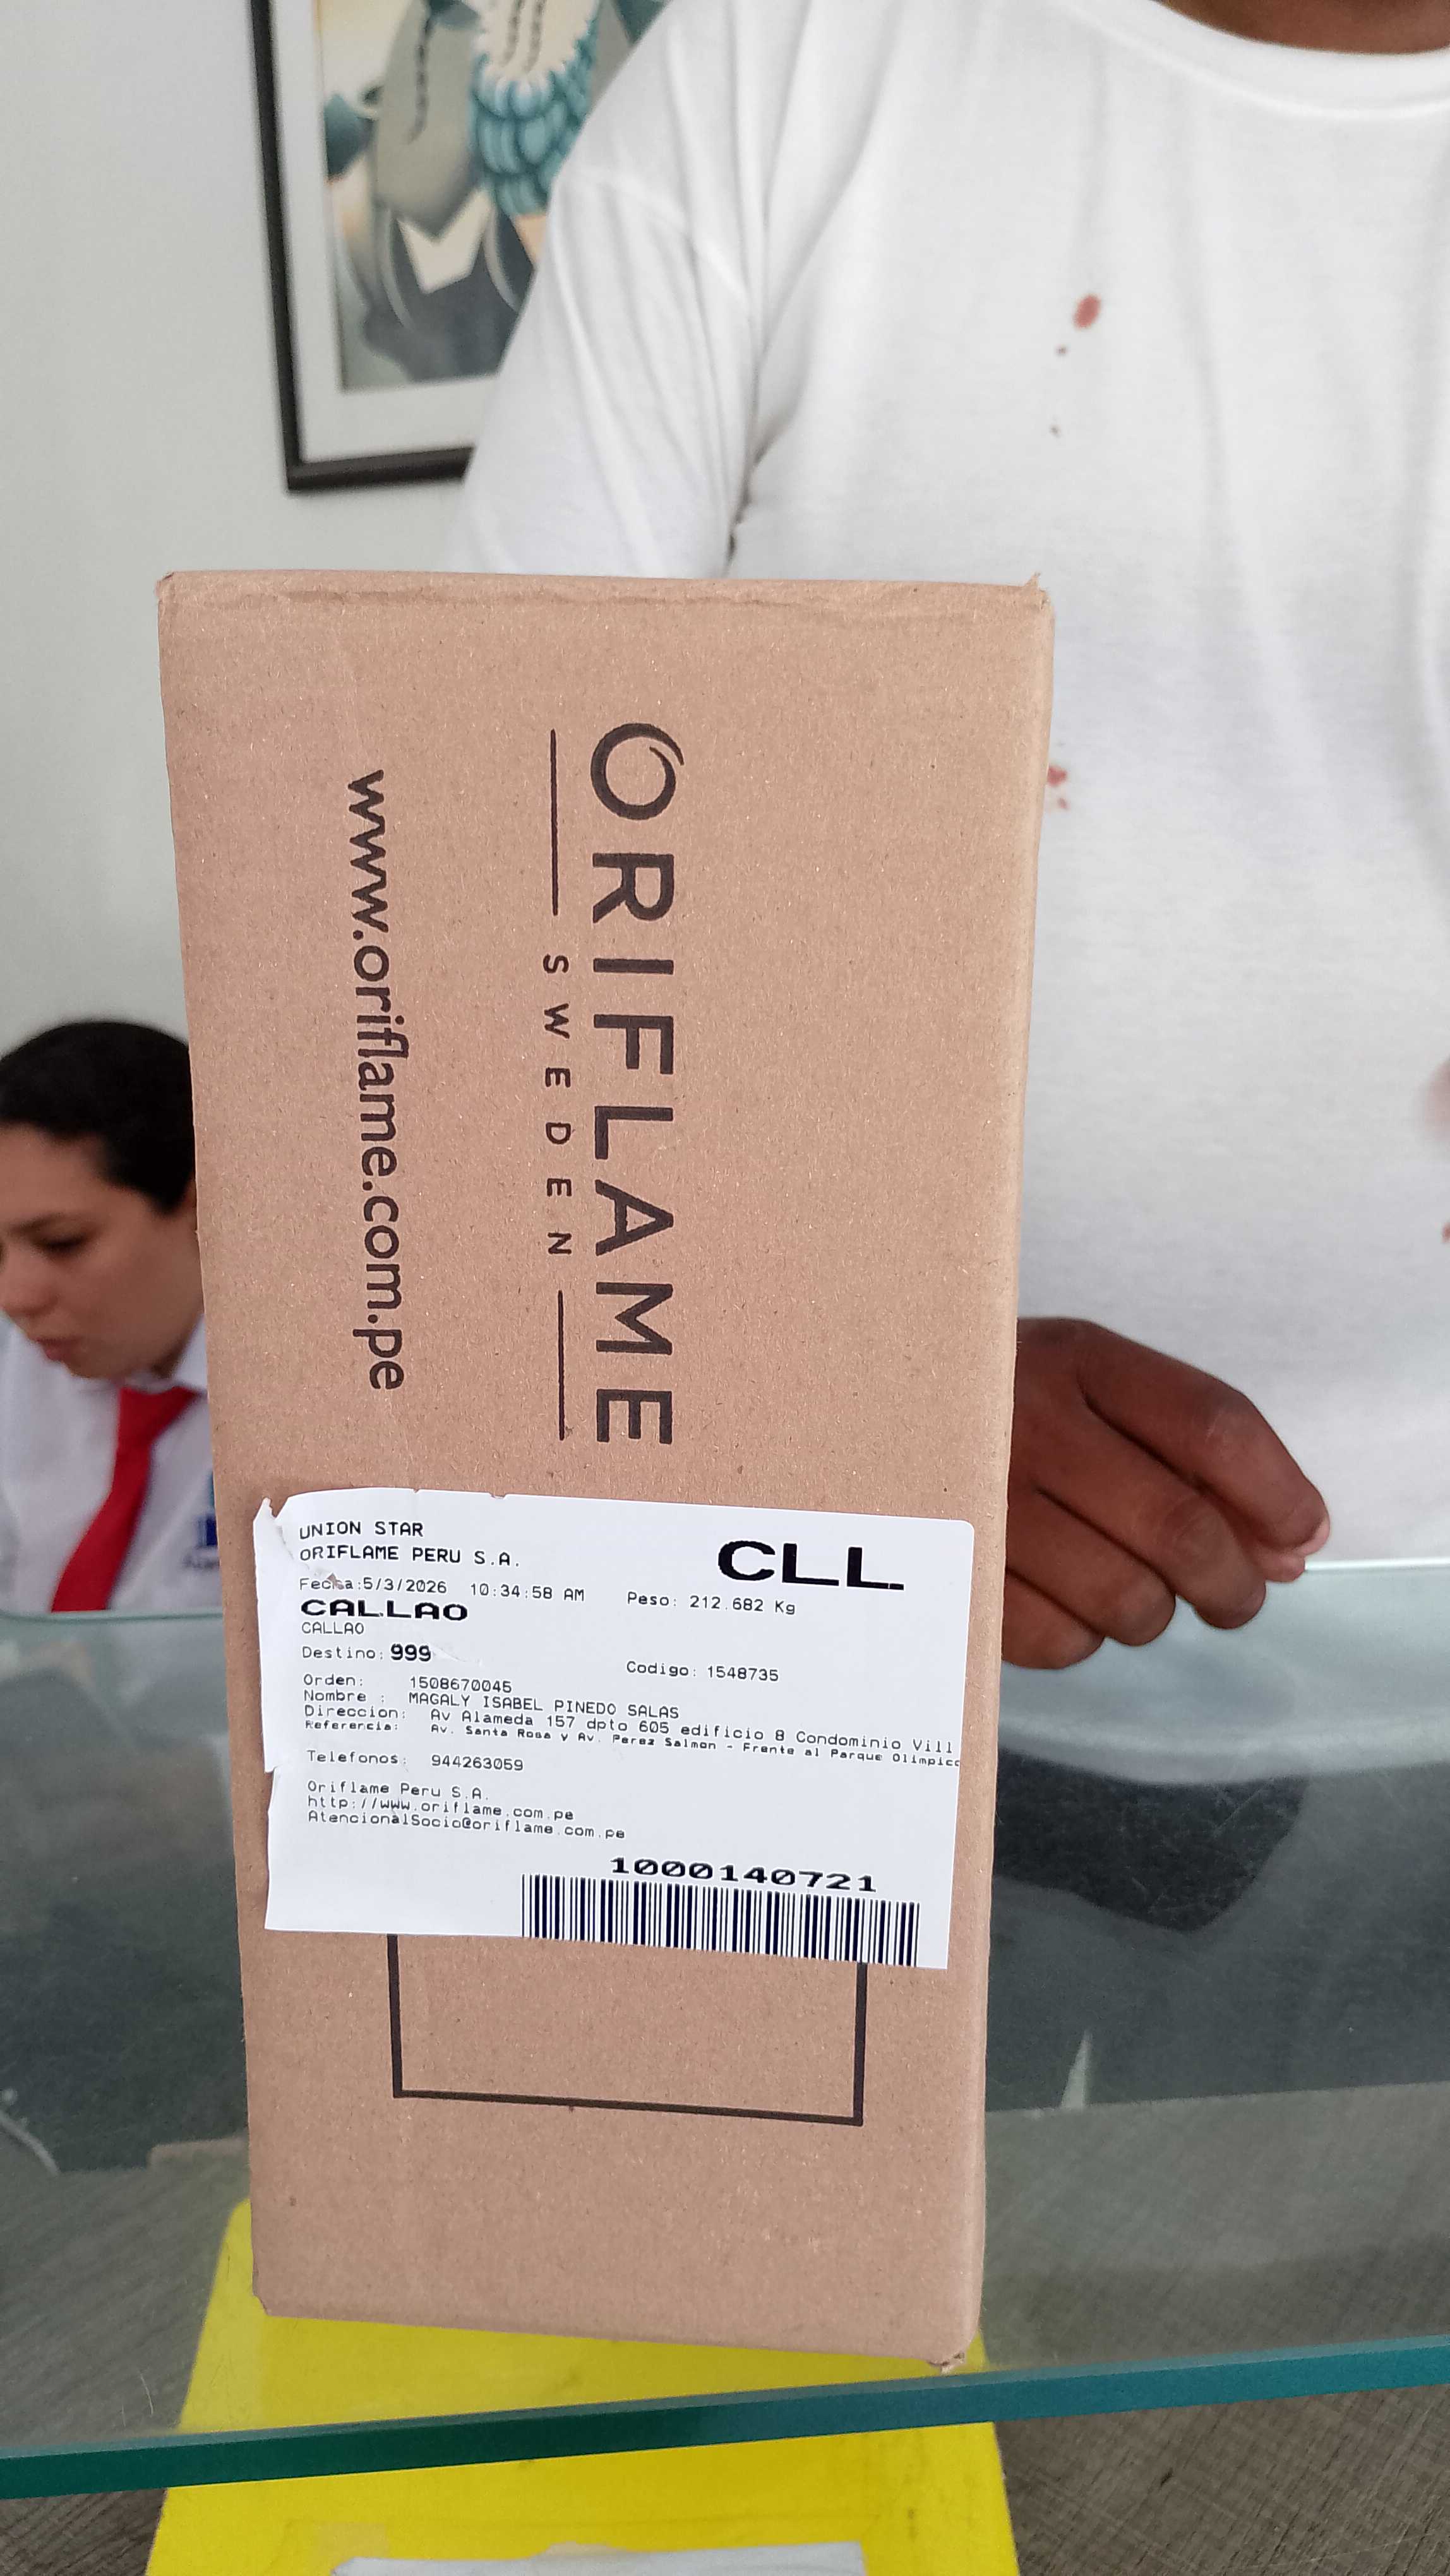 ORIFLAME
SWEDEN
www.oriflame.com.pe
UNION STAR
ORIFLAME PERU S.A.
CLL
Fecha:5/3/2026 10:34:58 AM
Peso: 212.682 Kg
CALLAO
CALLAO
Destino: 999
Codigo: 1548735
Orden: 1508670045
Nombre : MAGALY ISABEL PINEDO SALAS
Direccion: Av Alameda 157 dpto 605 edificio 8 Condominio Vill
Referencia: Av. Santa Rosa y Av. Perez Salmon - Frente al Parque Olimpico
Telefonos: 944263059
Oriflame Peru S.A.
http://www.oriflame.com.pe
AtencionalSocio@oriflame.com.pe
1000140721